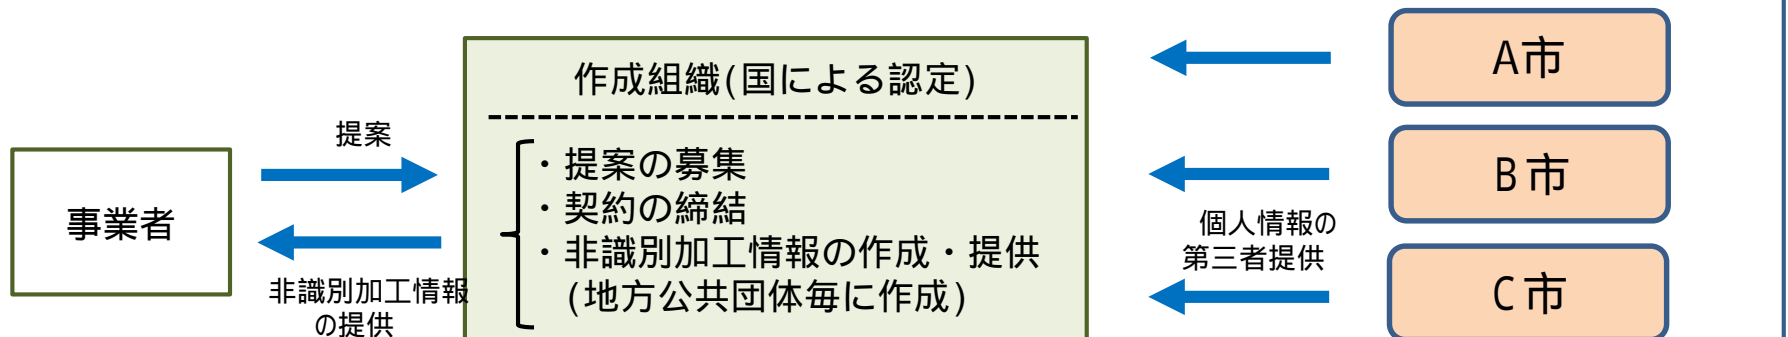 事業者
提案
非識別加工情報
の提供
作成組織(国による認定)
・提案の募集
・契約の締結
・非識別加工情報の作成・提供
(地方公共団体毎に作成)
個人情報の
第三者提供
A市
B市
C市